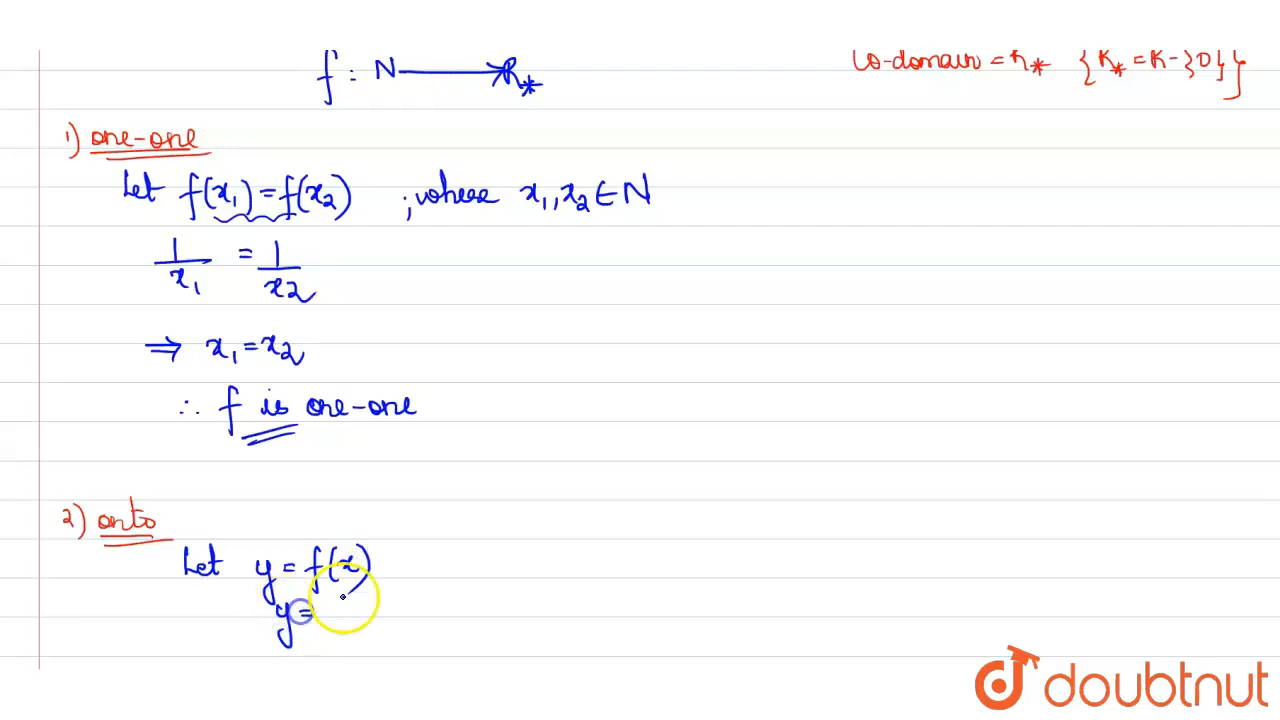 f : N ⟶ R* Co-domain = R* {R* = R - {0}}
1) one-one
Let f(x₁) = f(x₂) ; where x₁, x₂ ∈ N
1/x₁ = 1/x2
⇒ x₁ = x₂
∴ f is one-one
2) onto
Let y = f(x)
y =
doubtnut